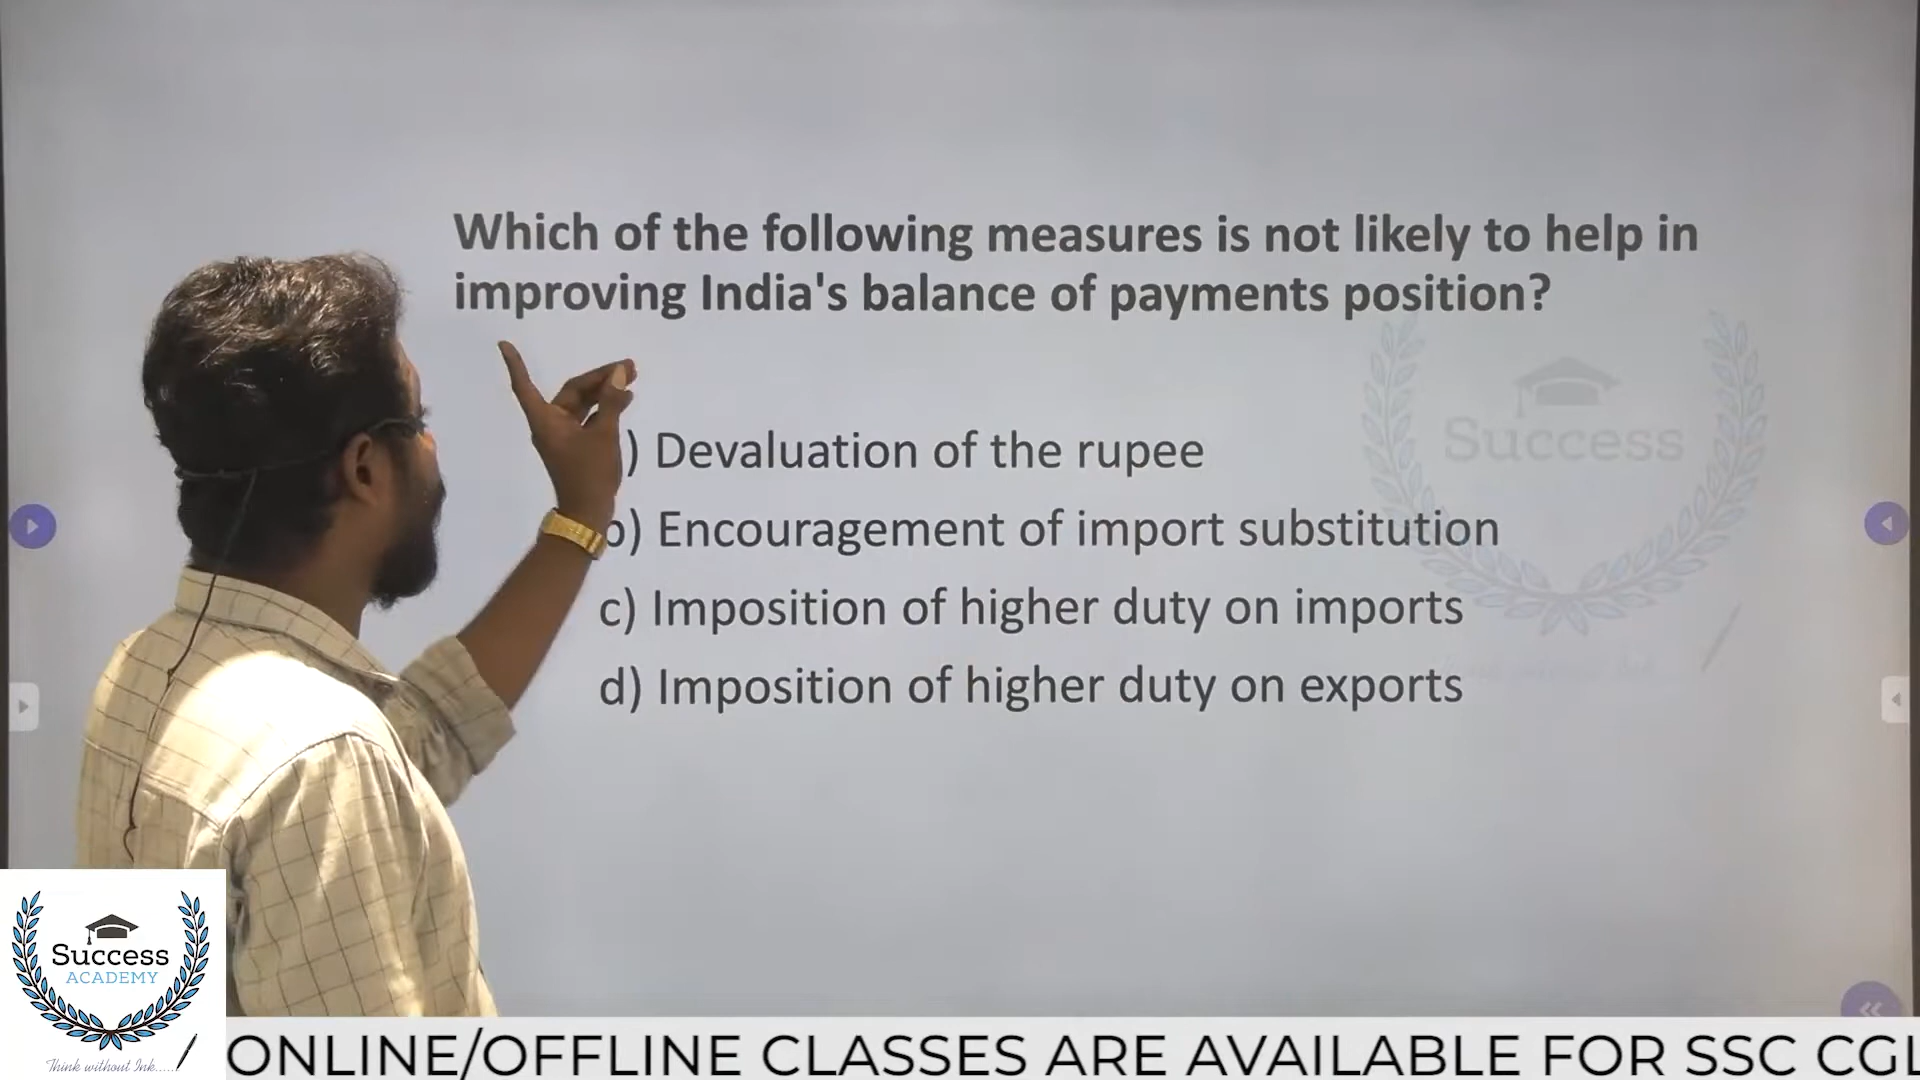 Which of the following measures is not likely to help in
improving India's balance of payments position?
) Devaluation of the rupee
b) Encouragement of import substitution
c) Imposition of higher duty on imports
d) Imposition of higher duty on exports
Success
Success
ACADEMY
Think without Ink.....
ONLINE/OFFLINE CLASSES ARE AVAILABLE FOR SSC CGL